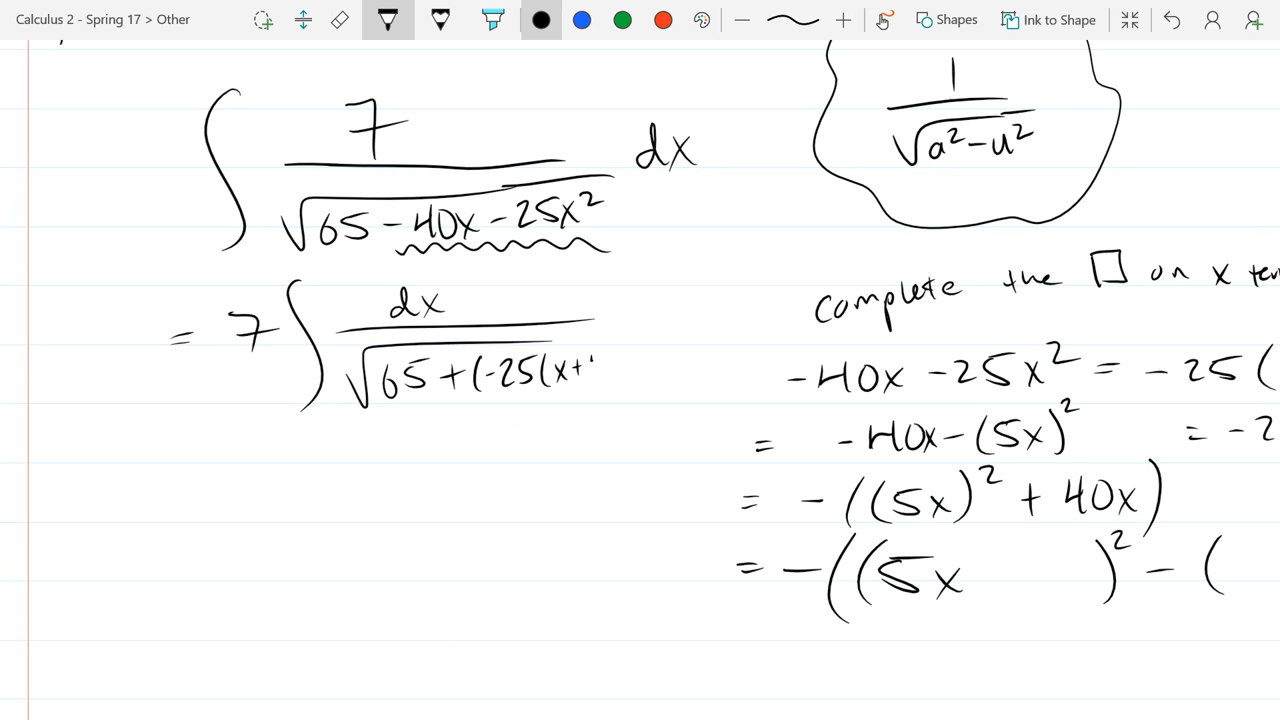 Calculus 2 - Spring 17 > Other
Shapes
Ink to Shape
∫ 7 / √(65 - 40x - 25x²) dx
1 / √(a² - u²)
= 7 ∫ dx / √(65 + (-25(x+
Complete the □ on x ter
-40x - 25x² = -25(
= -40x - (5x)² = -2
= -((5x)² + 40x)
= -((5x )² - (